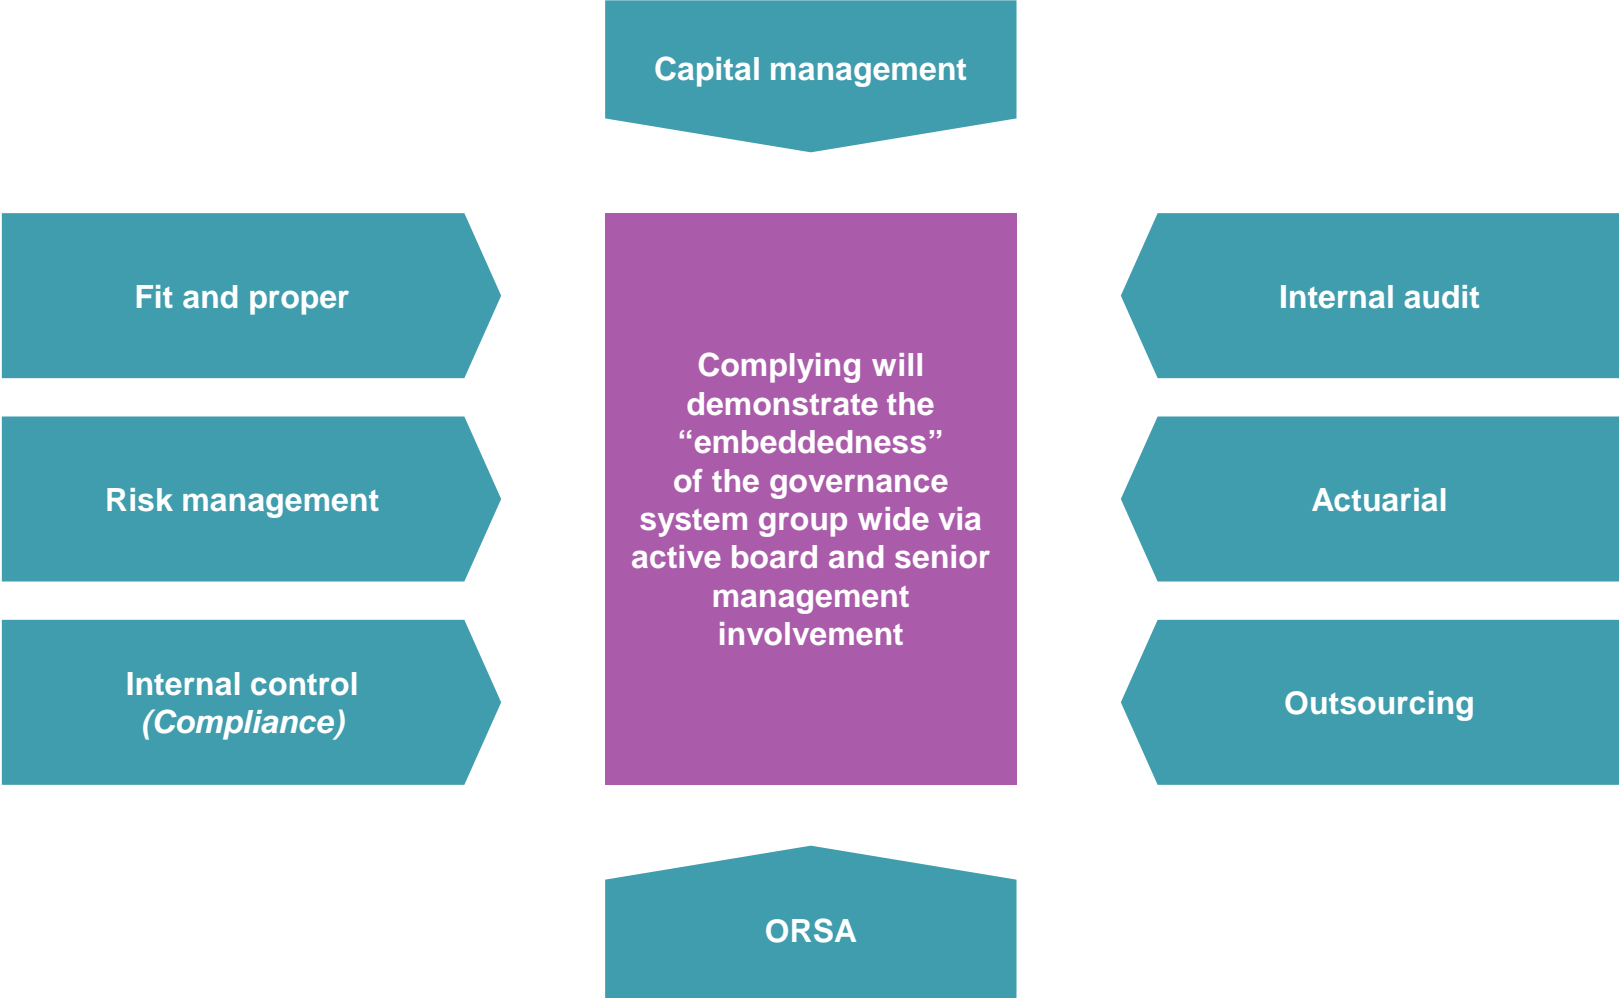 Capital management
Fit and proper
Risk management
Internal control
(Compliance)
Complying will
demonstrate the
“embeddedness”
of the governance
system group wide via
active board and senior
management
involvement
Internal audit
Actuarial
Outsourcing
ORSA